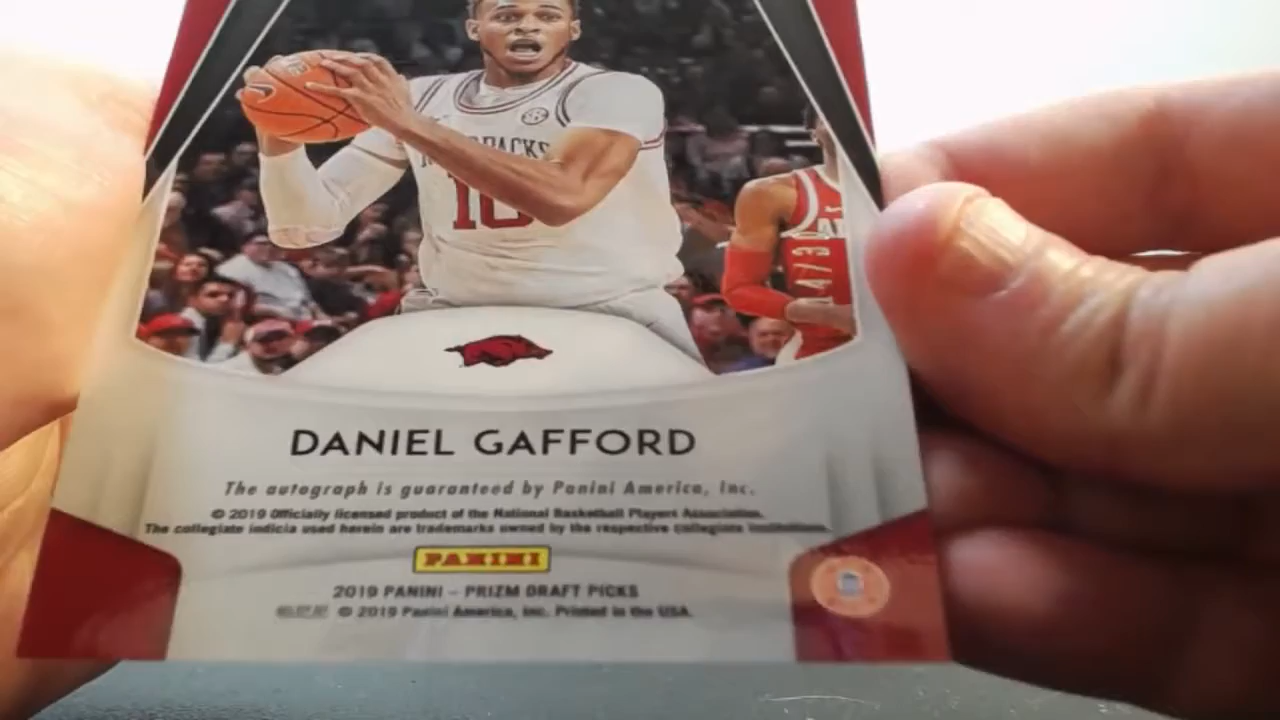 10
DANIEL GAFFORD
The autograph is guaranteed by Panini America, Inc.
© 2019 Officially licensed product of the National Basketball Players Association.
The collegiate indicia used herein are trademarks owned by the respective collegiate institutions.
PANINI
2019 PANINI – PRIZM DRAFT PICKS
© 2019 Panini America, Inc. Printed in the USA.